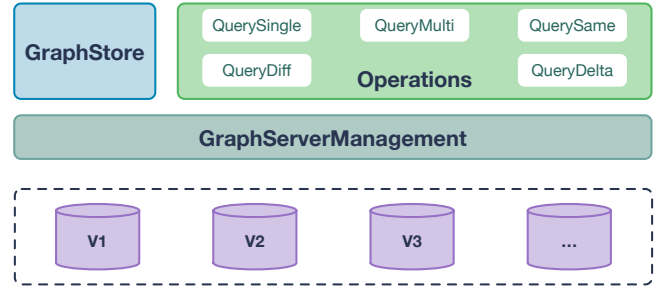 GraphStore
QuerySingle
QueryMulti
QuerySame
QueryDiff
Operations
QueryDelta
GraphServerManagement
V1
V2
V3
...